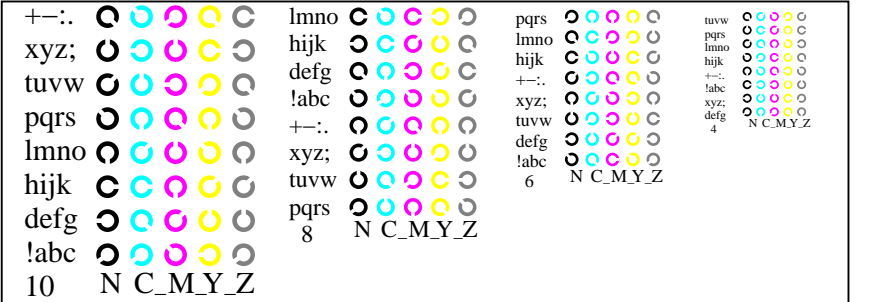 +−:.
xyz;
tuvw
pqrs
lmno
hijk
defg
!abc
10 N C_M_Y_Z
lmno
hijk
defg
!abc
+−:.
xyz;
tuvw
pqrs
8 N C_M_Y_Z
pqrs
lmno
hijk
+−:.
xyz;
tuvw
defg
!abc
6 N C_M_Y_Z
tuvw
pqrs
lmno
hijk
+−:.
!abc
xyz;
defg
4 N C_M_Y_Z